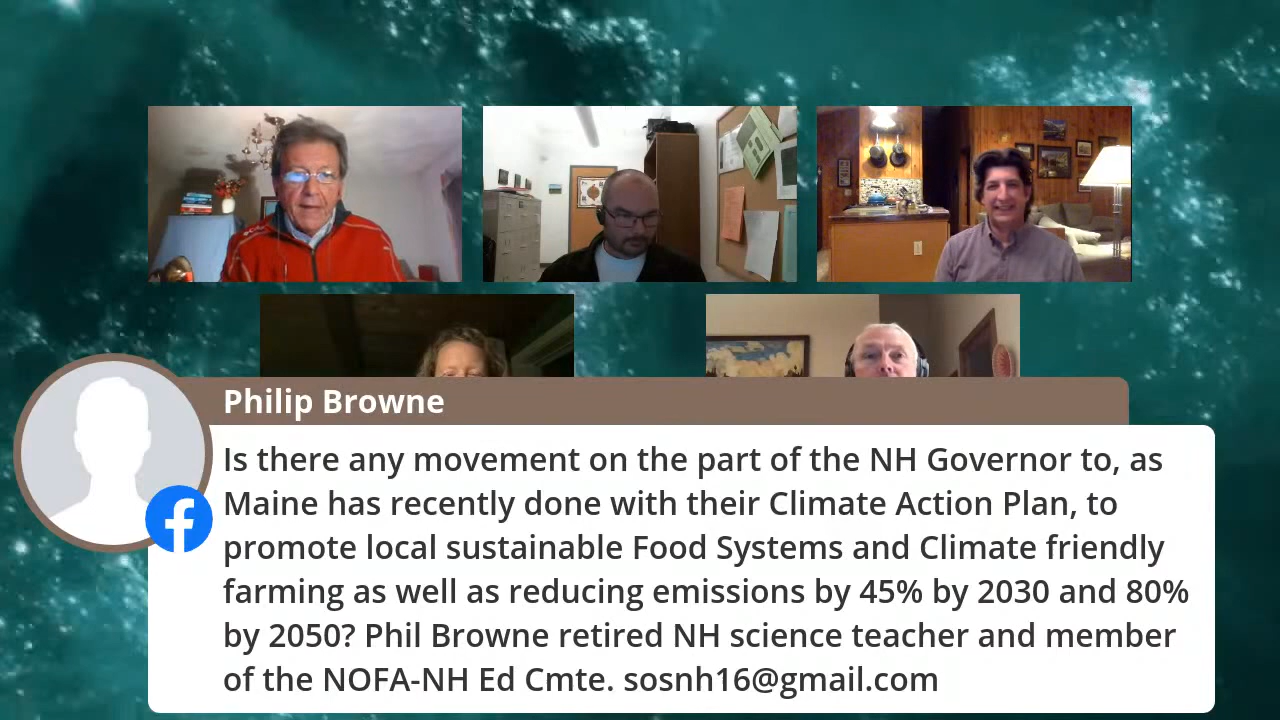 Philip Browne
Is there any movement on the part of the NH Governor to, as
Maine has recently done with their Climate Action Plan, to
promote local sustainable Food Systems and Climate friendly
farming as well as reducing emissions by 45% by 2030 and 80%
by 2050? Phil Browne retired NH science teacher and member
of the NOFA-NH Ed Cmte. sosnh16@gmail.com